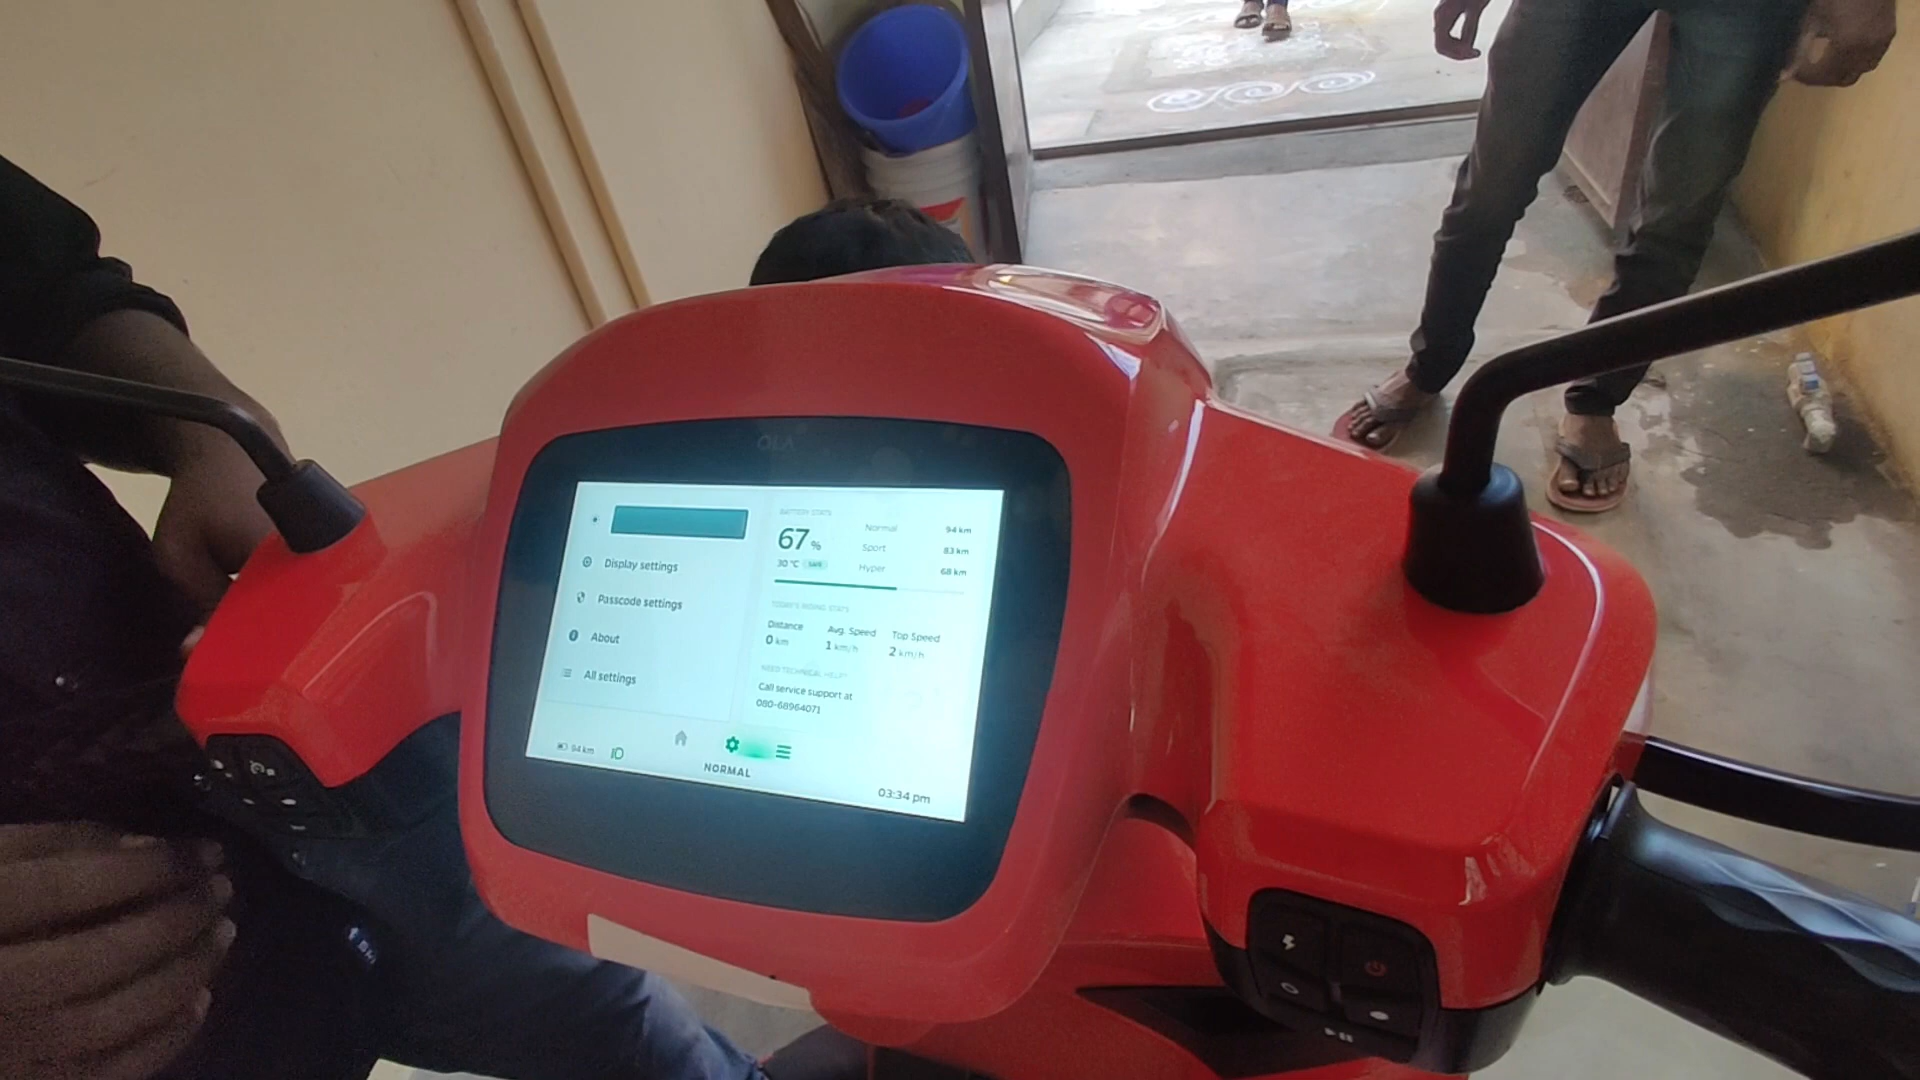 OLA
Display settings
Passcode settings
About
All settings
BATTERY STATS
67 %
30 °C SAFE
Normal 94 km
Sport 83 km
Hyper 68 km
TODAY'S RIDING STATS
Distance
0 km
Avg. Speed
1 km/h
Top Speed
2 km/h
NEED TECHNICAL HELP?
Call service support at
080-68964071
94 km
NORMAL
03:34 pm